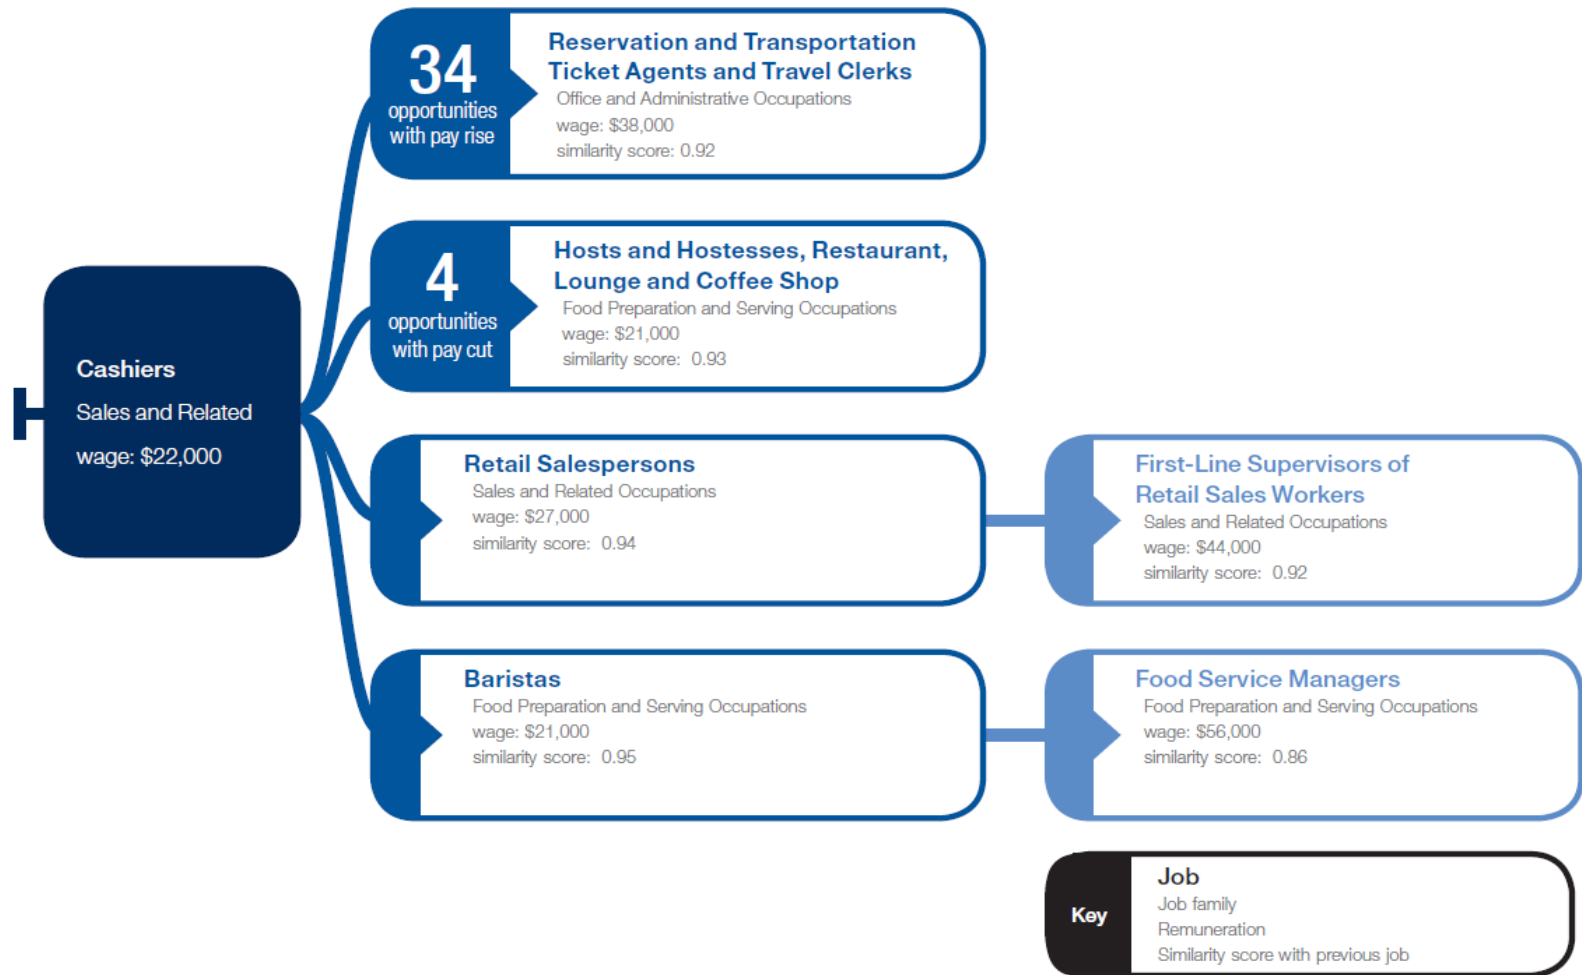 34
opportunities
with pay rise
Reservation and Transportation
Ticket Agents and Travel Clerks
Office and Administrative Occupations
wage: $38,000
similarity score: 0.92
4
opportunities
with pay cut
Hosts and Hostesses, Restaurant,
Lounge and Coffee Shop
Food Preparation and Serving Occupations
wage: $21,000
similarity score: 0.93
Cashiers
Sales and Related
wage: $22,000
Retail Salespersons
Sales and Related Occupations
wage: $27,000
similarity score: 0.94
First-Line Supervisors of
Retail Sales Workers
Sales and Related Occupations
wage: $44,000
similarity score: 0.92
Baristas
Food Preparation and Serving Occupations
wage: $21,000
similarity score: 0.95
Food Service Managers
Food Preparation and Serving Occupations
wage: $56,000
similarity score: 0.86
Key
Job
Job family
Remuneration
Similarity score with previous job